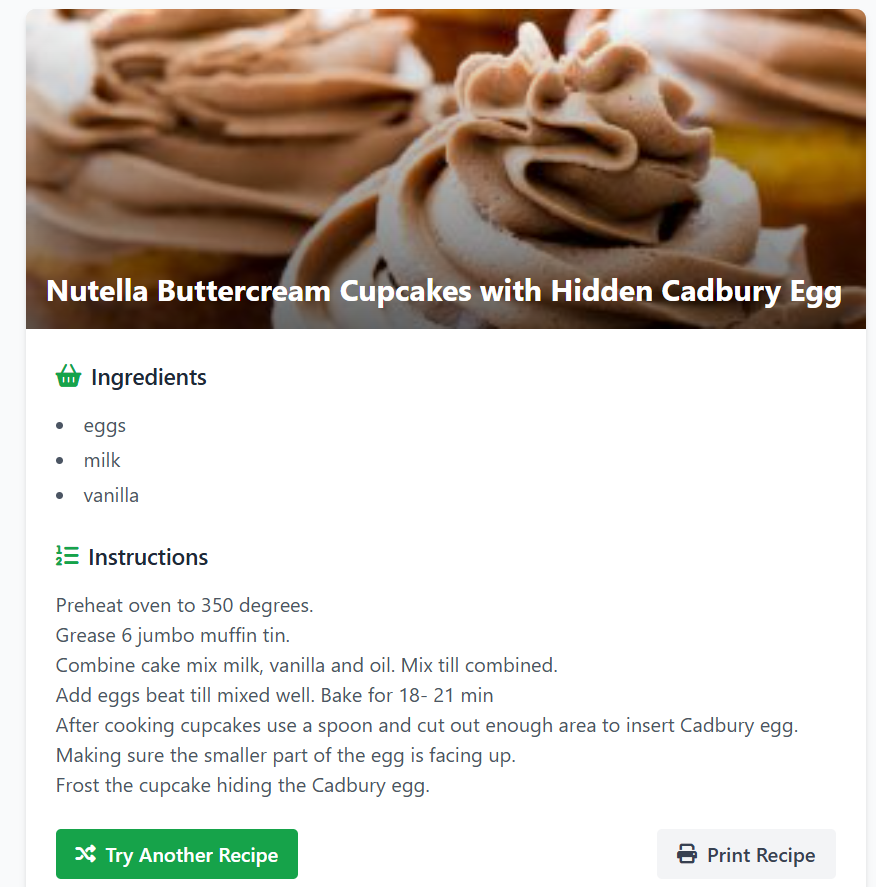 Nutella Buttercream Cupcakes with Hidden Cadbury Egg
Ingredients
eggs
milk
vanilla
Instructions
Preheat oven to 350 degrees.
Grease 6 jumbo muffin tin.
Combine cake mix milk, vanilla and oil. Mix till combined.
Add eggs beat till mixed well. Bake for 18- 21 min
After cooking cupcakes use a spoon and cut out enough area to insert Cadbury egg.
Making sure the smaller part of the egg is facing up.
Frost the cupcake hiding the Cadbury egg.
Try Another Recipe
Print Recipe